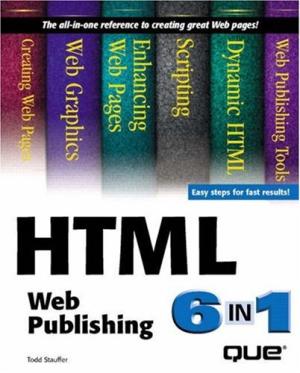 The all-in-one reference to creating great Web pages!
Creating Web Pages
Web Graphics
Enhancing Web Pages
Scripting
Dynamic HTML
Web Publishing Tools
Easy steps for fast results!
HTML
Web
Publishing
6 IN 1
Todd Stauffer
QUE®